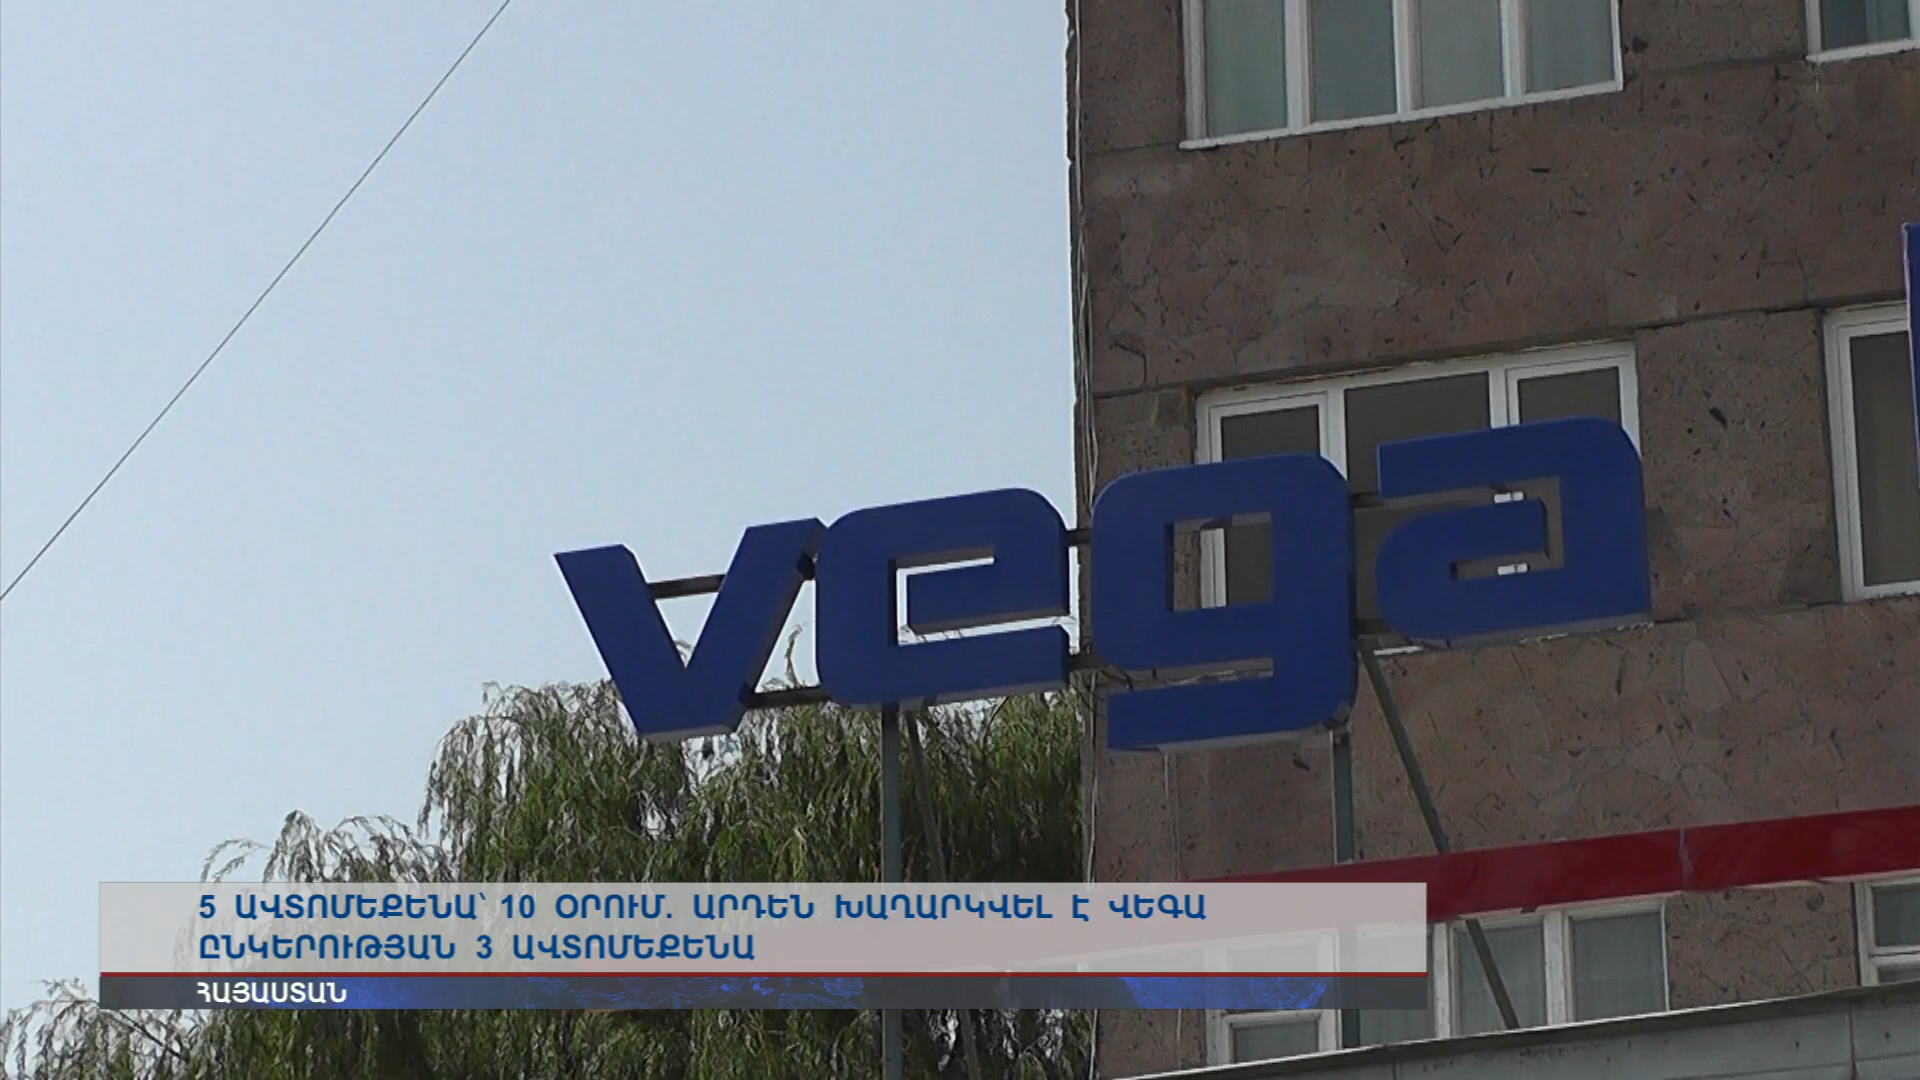 vega
5 ԱՎՏՈՄԵՔԵՆԱ՝ 10 ՕՐՈՒՄ. ԱՐԴԵՆ ԽԱՂԱՐԿՎԵԼ Է ՎԵԳԱ
ԸՆԿԵՐՈՒԹՅԱՆ 3 ԱՎՏՈՄԵՔԵՆԱ
ՀԱՅԱՍՏԱՆ